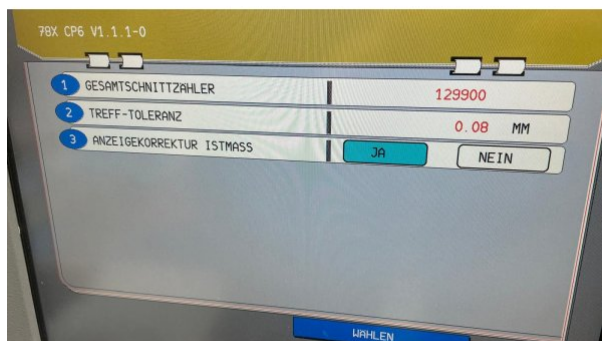 78X CP6 V1.1.1-0
1 GESAMTSCHNITTZAHLER 129900
2 TREFF-TOLERANZ 0.08 MM
3 ANZEIGEKORREKTUR ISTMASS JA NEIN
WAHLEN